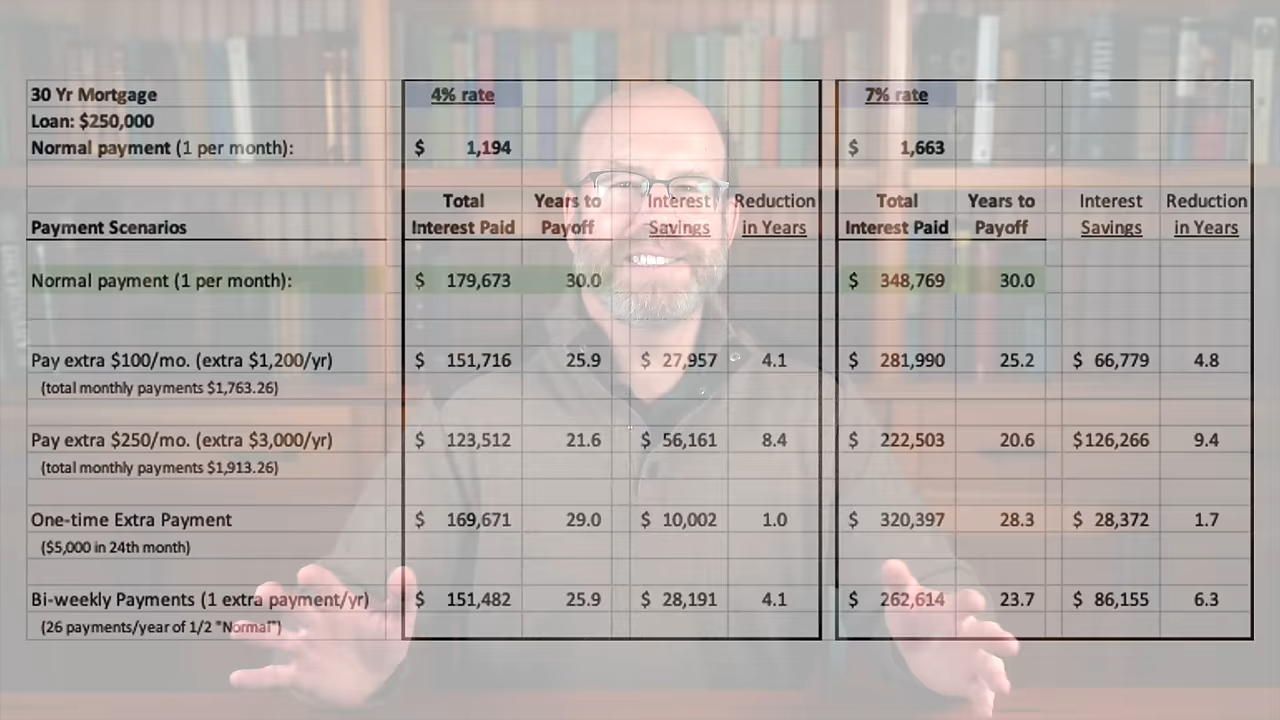 30 Yr Mortgage 4% rate 7% rate
Loan: $250,000
Normal payment (1 per month): $ 1,194 $ 1,663
Total Years to Interest Reduction Total Years to Interest Reduction
Payment Scenarios Interest Paid Payoff Savings in Years Interest Paid Payoff Savings in Years
Normal payment (1 per month): $ 179,673 30.0 $ 348,769 30.0
Pay extra $100/mo. (extra $1,200/yr) $ 151,716 25.9 $ 27,957 4.1 $ 281,990 25.2 $ 66,779 4.8
(total monthly payments $1,763.26)
Pay extra $250/mo. (extra $3,000/yr) $ 123,512 21.6 $ 56,161 8.4 $ 222,503 20.6 $126,266 9.4
(total monthly payments $1,913.26)
One-time Extra Payment $ 169,671 29.0 $ 10,002 1.0 $ 320,397 28.3 $ 28,372 1.7
($5,000 in 24th month)
Bi-weekly Payments (1 extra payment/yr) $ 151,482 25.9 $ 28,191 4.1 $ 262,614 23.7 $ 86,155 6.3
(26 payments/year of 1/2 "Normal")